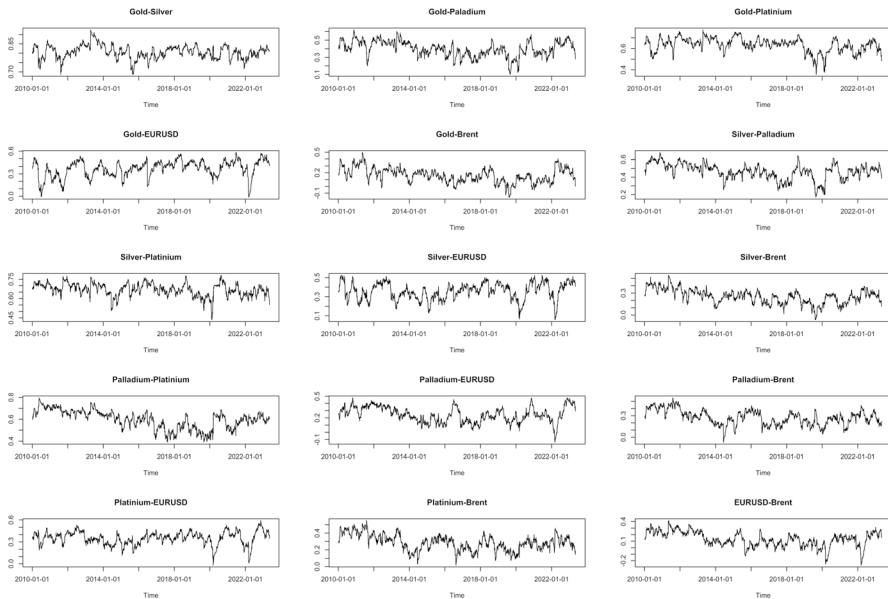 Gold-Silver
0.70 0.85
2010-01-01 2014-01-01 2018-01-01 2022-01-01
Time
Gold-Paladium
0.1 0.3 0.5
2010-01-01 2014-01-01 2018-01-01 2022-01-01
Time
Gold-Platinium
0.4 0.6
2010-01-01 2014-01-01 2018-01-01 2022-01-01
Time
Gold-EURUSD
0.0 0.3 0.6
2010-01-01 2014-01-01 2018-01-01 2022-01-01
Time
Gold-Brent
-0.1 0.2 0.5
2010-01-01 2014-01-01 2018-01-01 2022-01-01
Time
Silver-Palladium
0.2 0.4 0.6
2010-01-01 2014-01-01 2018-01-01 2022-01-01
Time
Silver-Platinium
0.45 0.60 0.75
2010-01-01 2014-01-01 2018-01-01 2022-01-01
Time
Silver-EURUSD
0.1 0.3 0.5
2010-01-01 2014-01-01 2018-01-01 2022-01-01
Time
Silver-Brent
0.0 0.3
2010-01-01 2014-01-01 2018-01-01 2022-01-01
Time
Palladium-Platinium
0.4 0.6 0.8
2010-01-01 2014-01-01 2018-01-01 2022-01-01
Time
Palladium-EURUSD
-0.1 0.2 0.5
2010-01-01 2014-01-01 2018-01-01 2022-01-01
Time
Palladium-Brent
0.0 0.3
2010-01-01 2014-01-01 2018-01-01 2022-01-01
Time
Platinium-EURUSD
0.0 0.3 0.6
2010-01-01 2014-01-01 2018-01-01 2022-01-01
Time
Platinium-Brent
0.0 0.2 0.4
2010-01-01 2014-01-01 2018-01-01 2022-01-01
Time
EURUSD-Brent
-0.2 0.1 0.4
2010-01-01 2014-01-01 2018-01-01 2022-01-01
Time